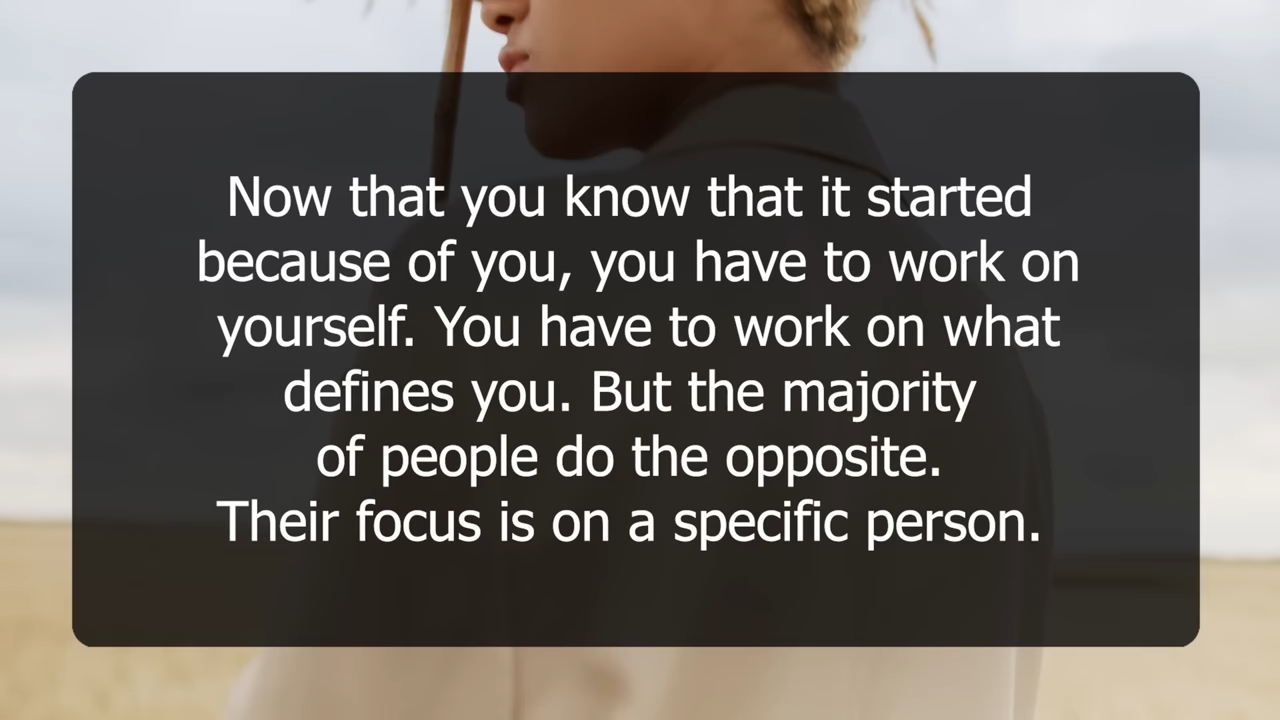 Now that you know that it started
because of you, you have to work on
yourself. You have to work on what
defines you. But the majority
of people do the opposite.
Their focus is on a specific person.